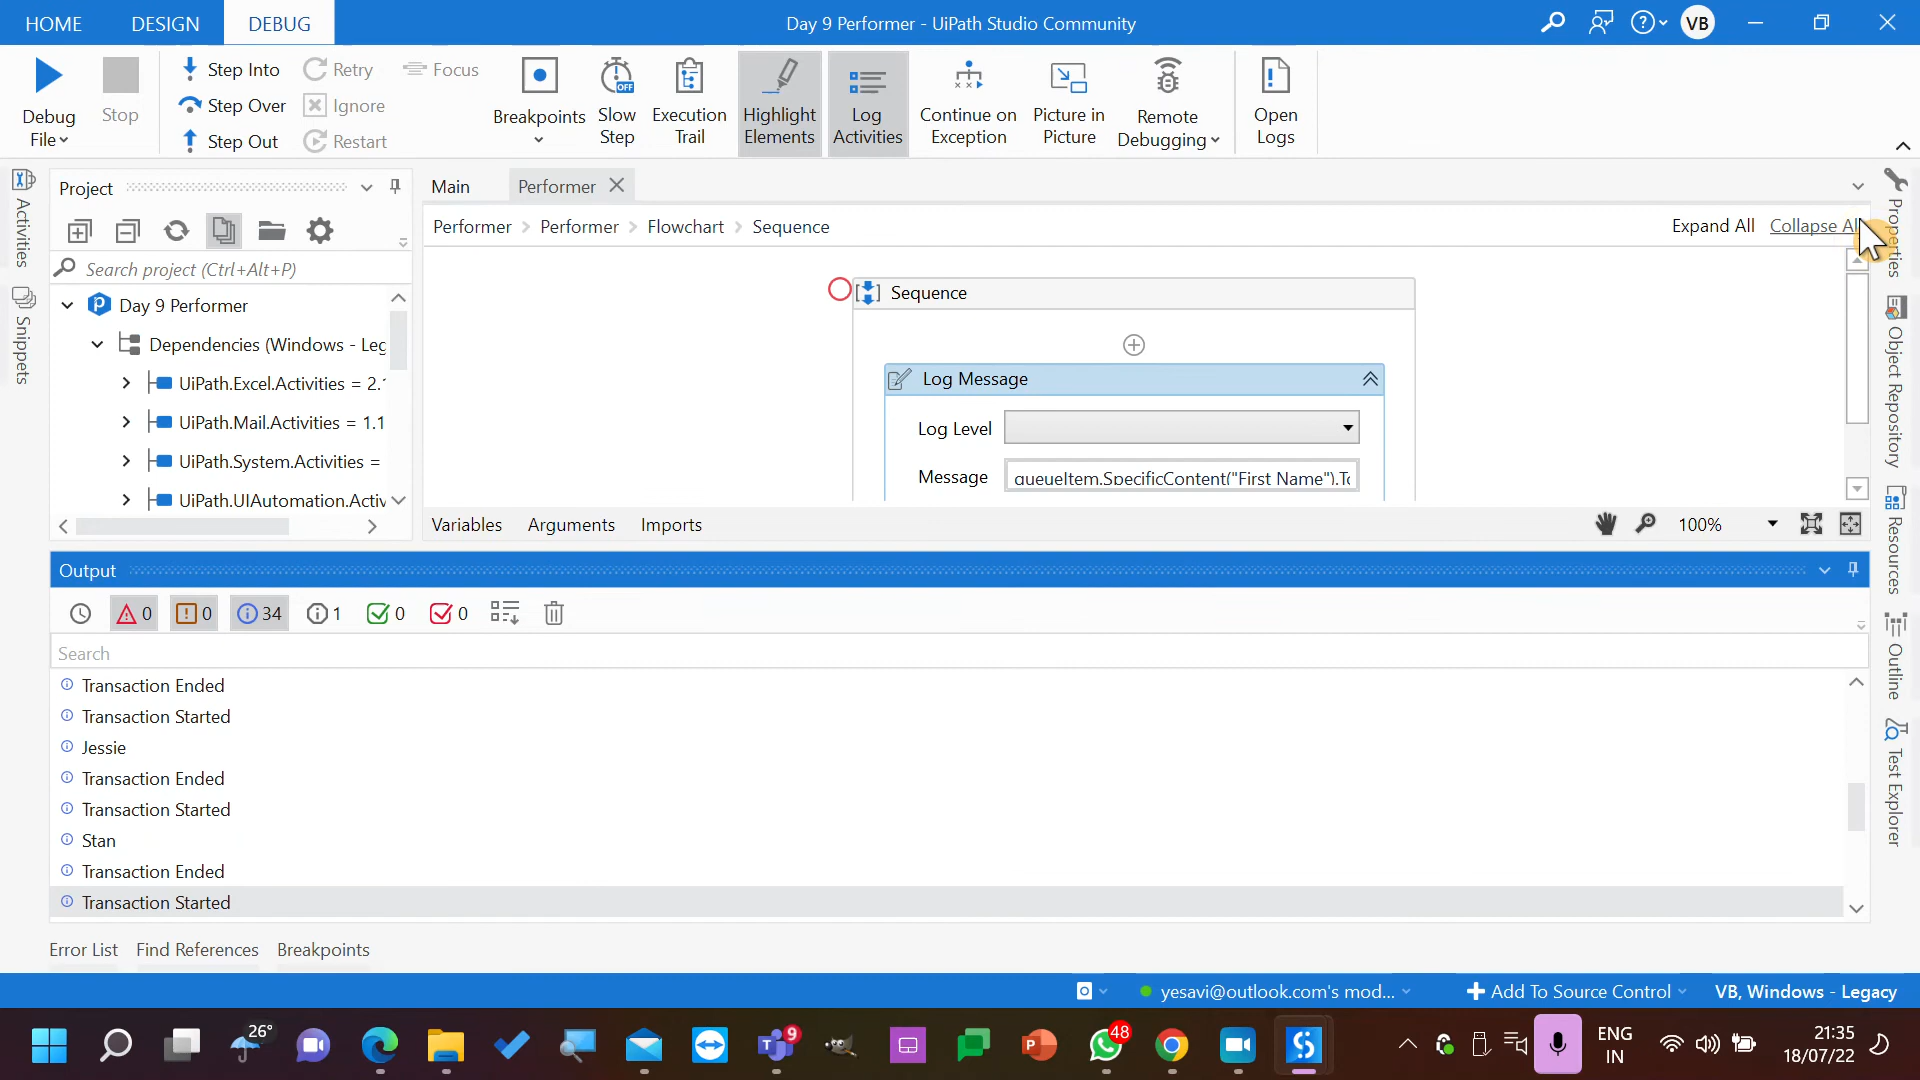 HOME DESIGN DEBUG Day 9 Performer - UiPath Studio Community VB
Debug File Stop Step Into Step Over Step Out Retry Ignore Restart Focus Breakpoints Slow Step Execution Trail Highlight Elements Log Activities Continue on Exception Picture in Picture Remote Debugging Open Logs
OFF
Activities
Snippets
Project
Search project (Ctrl+Alt+P)
Day 9 Performer
Dependencies (Windows - Leg
UiPath.Excel.Activities = 2.
UiPath.Mail.Activities = 1.1
UiPath.System.Activities =
UiPath.UIAutomation.Activ
Main Performer
Performer Performer Flowchart Sequence Expand All Collapse Al
Sequence
Log Message
Log Level
Message queueItem.SpecificContent("First Name").To
Variables Arguments Imports 100%
Properties
Object Repository
Resources
Outline
Test Explorer
Output
0 0 34 1 0 0
Search
Transaction Ended
Transaction Started
Jessie
Transaction Ended
Transaction Started
Stan
Transaction Ended
Transaction Started
Error List Find References Breakpoints
yesavi@outlook.com's mod... Add To Source Control VB, Windows - Legacy
26° 9 48 ENG 21:35
IN 18/07/22